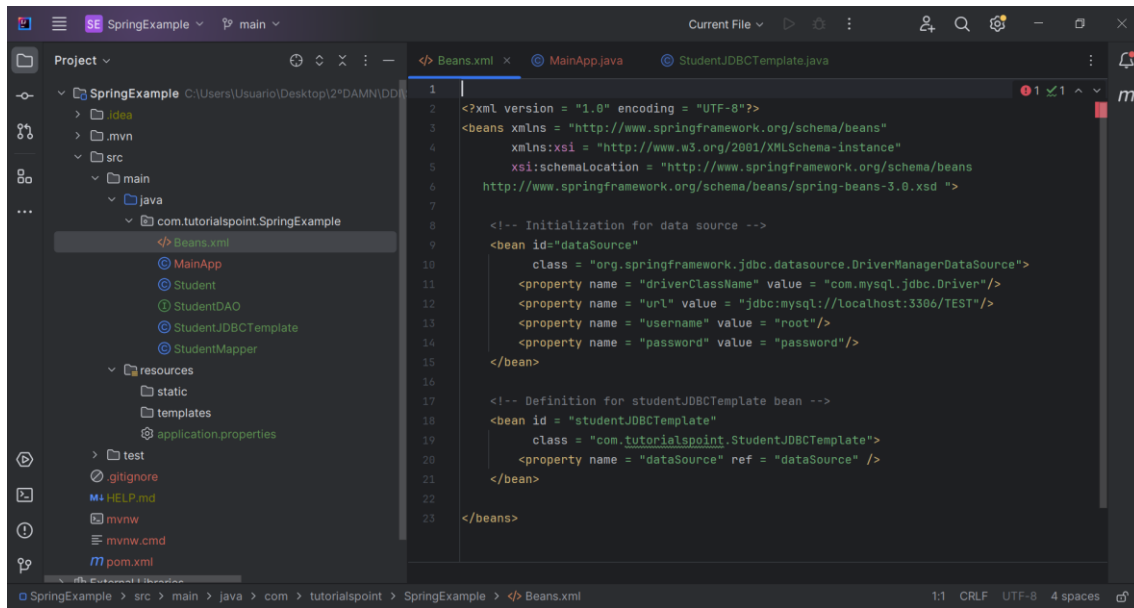 SE SpringExample main Current File
Project
Beans.xml MainApp.java StudentJDBCTemplate.java
SpringExample C:\Users\Usuario\Desktop\2ºDAMN\DDI\
.idea
.mvn
src
main
java
com.tutorialspoint.SpringExample
Beans.xml
MainApp
Student
StudentDAO
StudentJDBCTemplate
StudentMapper
resources
static
templates
application.properties
test
.gitignore
HELP.md
mvnw
mvnw.cmd
pom.xml
External Libraries
1 1 1
2 <?xml version = "1.0" encoding = "UTF-8"?>
3 <beans xmlns = "http://www.springframework.org/schema/beans"
4 xmlns:xsi = "http://www.w3.org/2001/XMLSchema-instance"
5 xsi:schemaLocation = "http://www.springframework.org/schema/beans
6 http://www.springframework.org/schema/beans/spring-beans-3.0.xsd ">
7
8 <!-- Initialization for data source -->
9 <bean id="dataSource"
10 class = "org.springframework.jdbc.datasource.DriverManagerDataSource">
11 <property name = "driverClassName" value = "com.mysql.jdbc.Driver"/>
12 <property name = "url" value = "jdbc:mysql://localhost:3306/TEST"/>
13 <property name = "username" value = "root"/>
14 <property name = "password" value = "password"/>
15 </bean>
16
17 <!-- Definition for studentJDBCTemplate bean -->
18 <bean id = "studentJDBCTemplate"
19 class = "com.tutorialspoint.StudentJDBCTemplate">
20 <property name = "dataSource" ref = "dataSource" />
21 </bean>
22
23 </beans>
SpringExample > src > main > java > com > tutorialspoint > SpringExample > Beans.xml 1:1 CRLF UTF-8 4 spaces